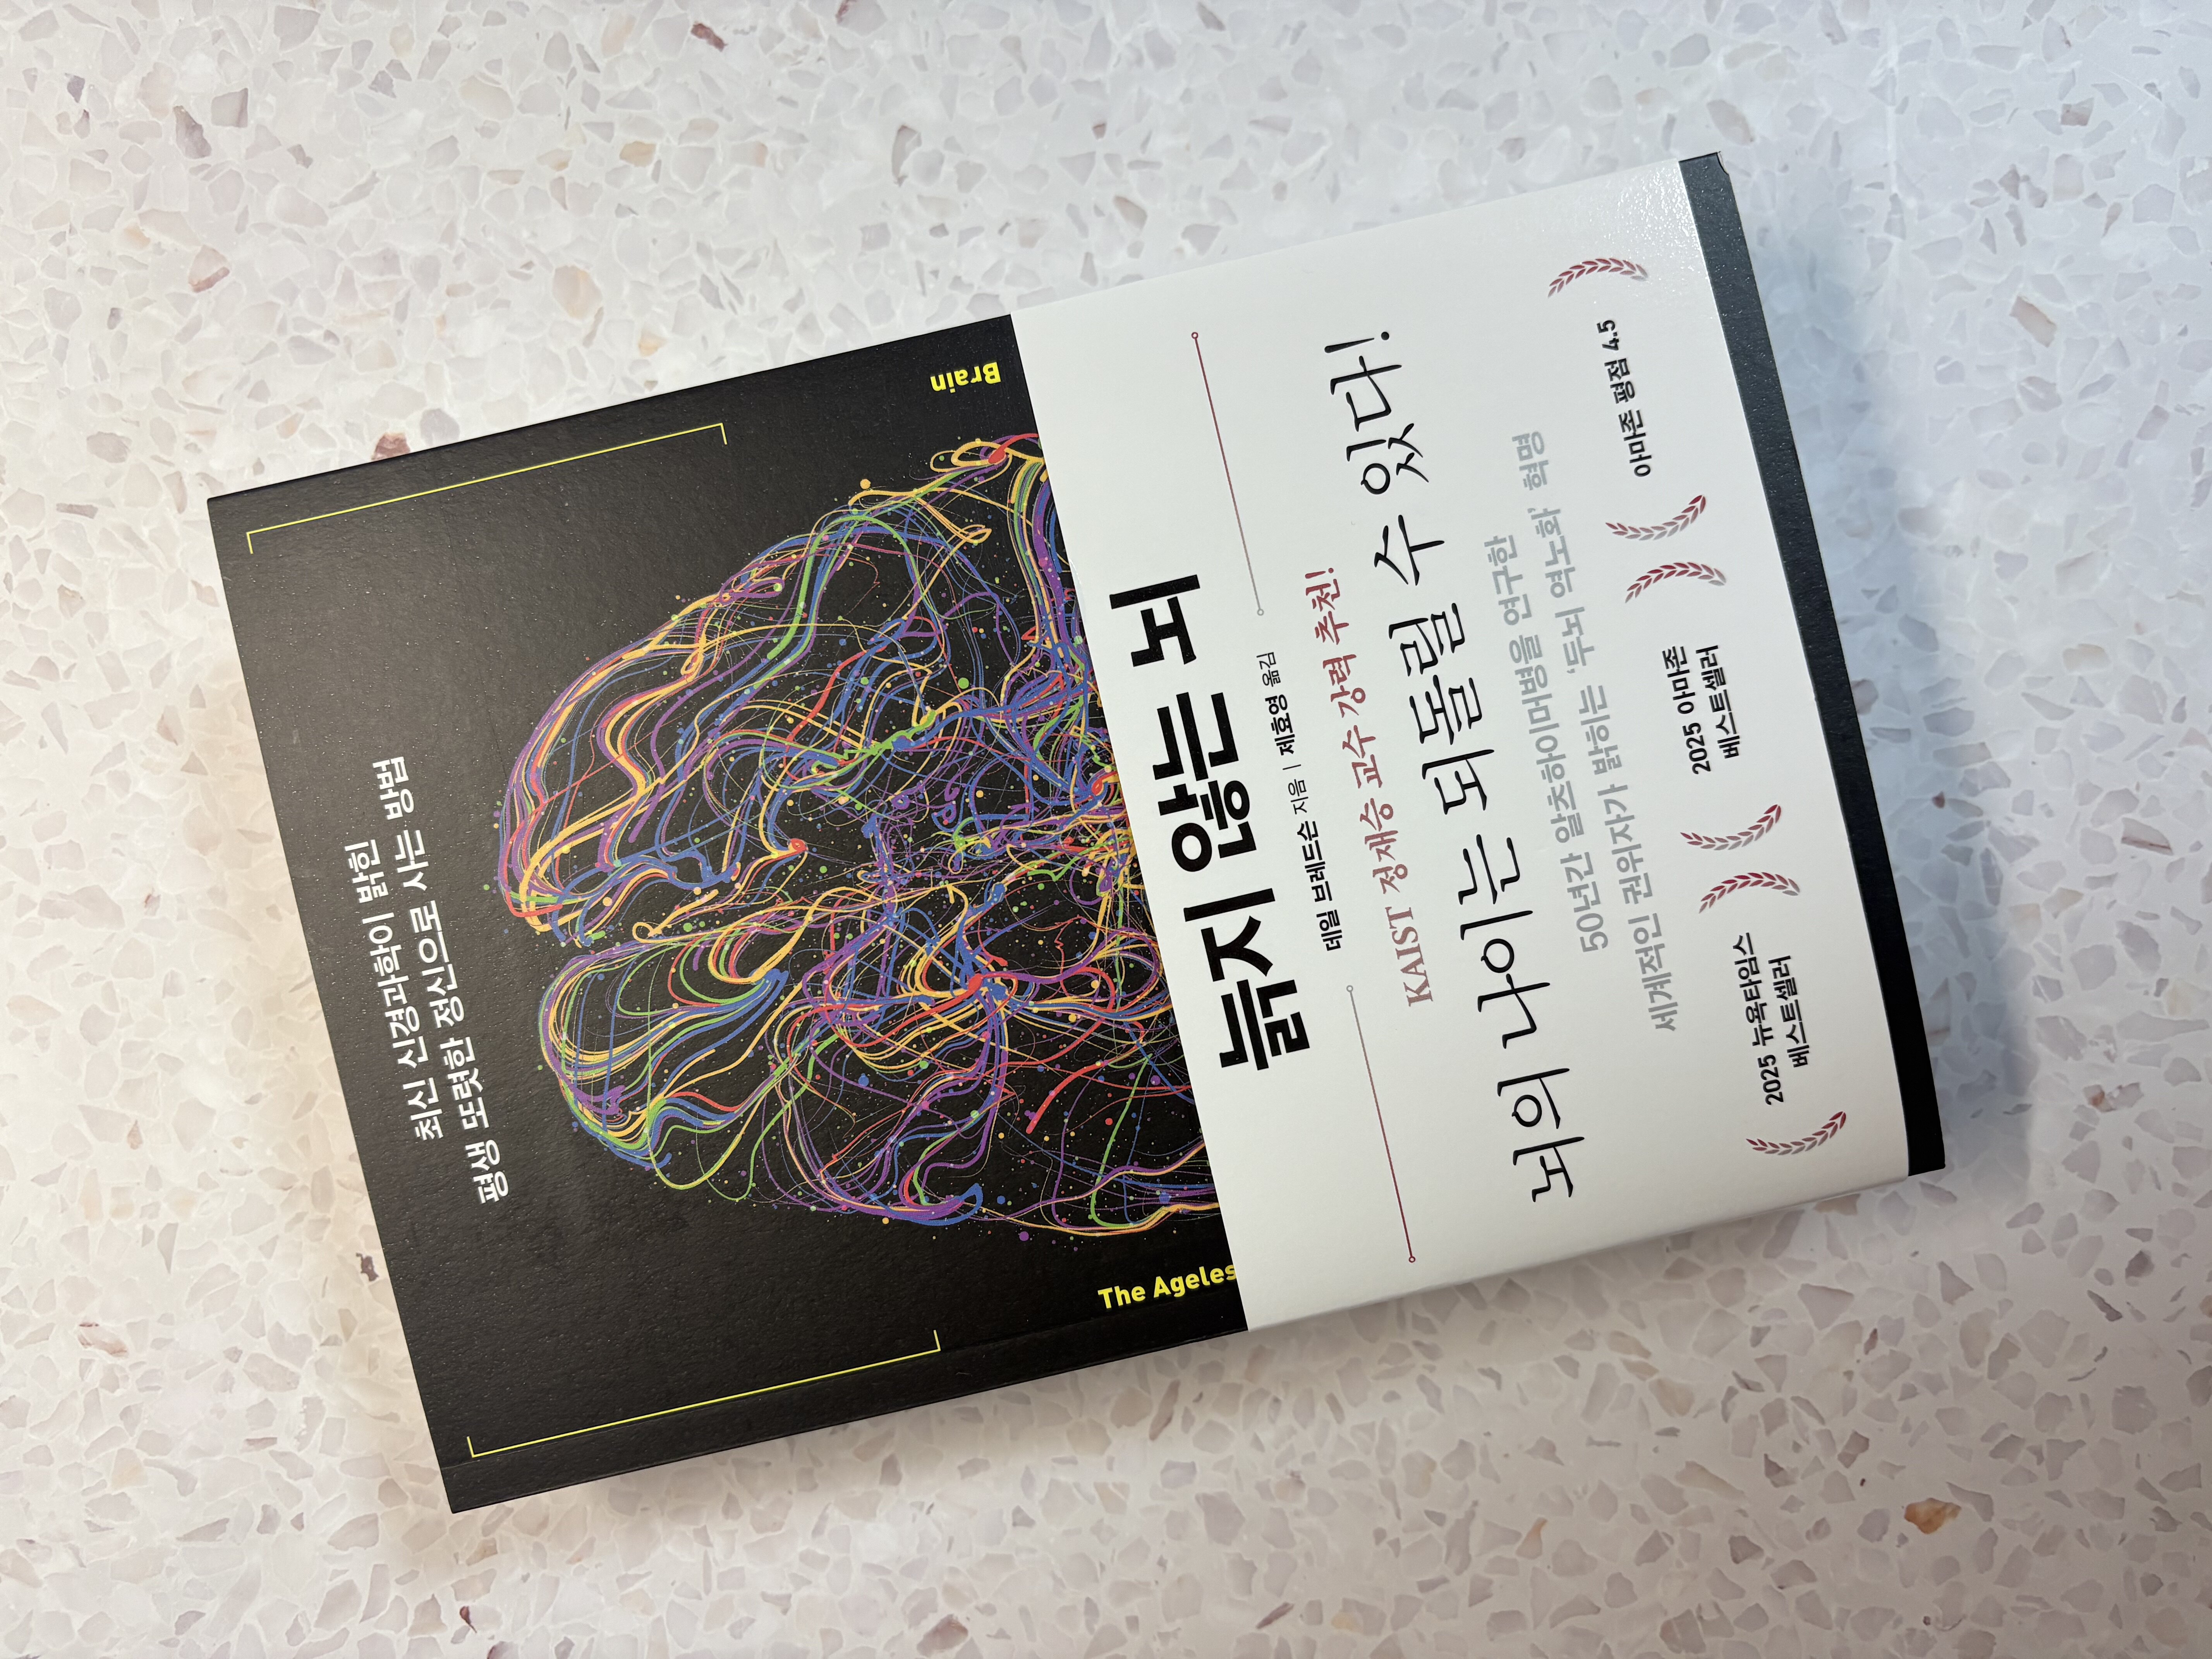 최신 신경과학이 밝힌
평생 또렷한 정신으로 사는 방법
The Ageles
Brain
늙지 않는 뇌
데일 브레드슨 지음 | 제효영 옮김
KAIST 정재승 교수 강력 추천!
뇌의 나이는 되돌릴 수 있다!
50년간 알츠하이머병을 연구한
세계적인 권위자가 밝히는 ‘두뇌 역노화’ 혁명
2025 뉴욕타임스
베스트셀러
2025 아마존
베스트셀러
아마존 평점 4.5